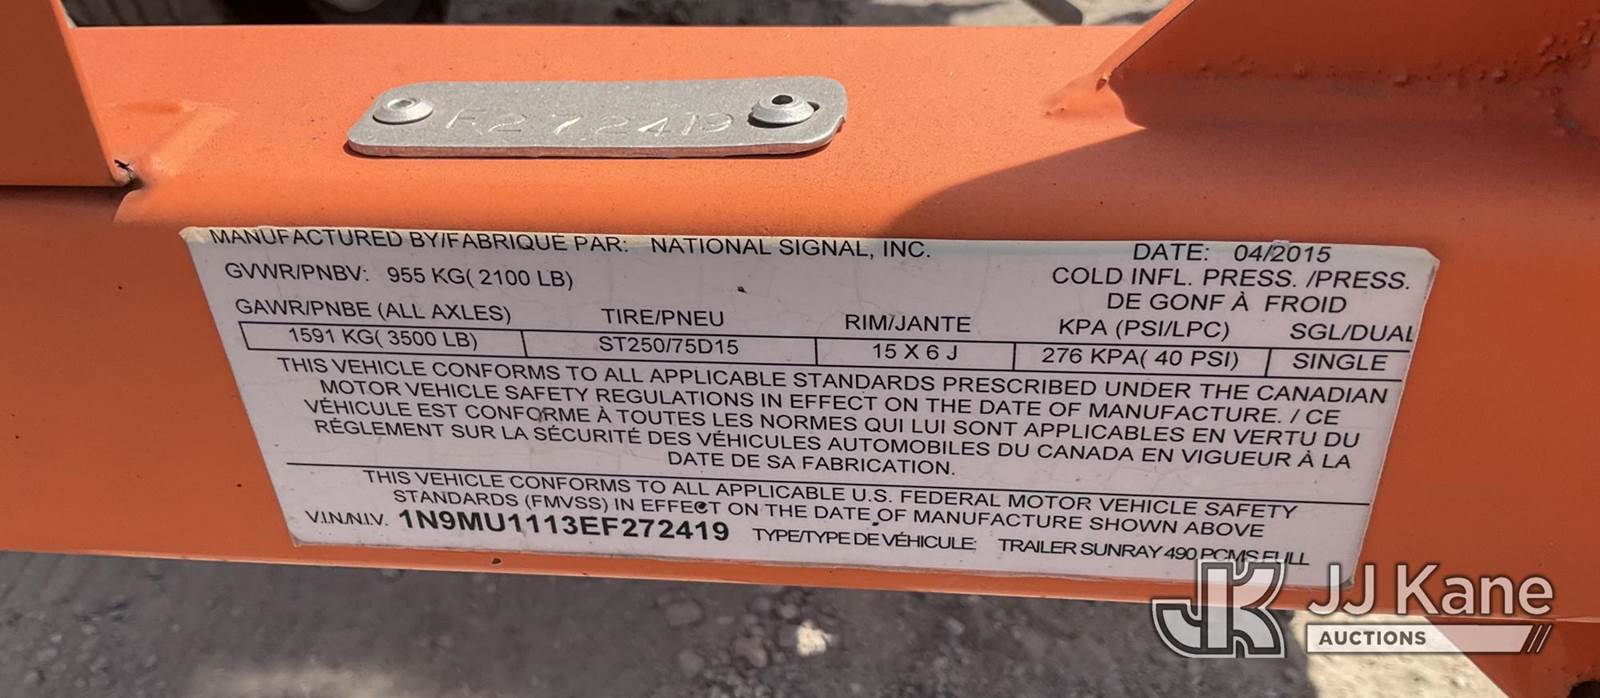 F272419
MANUFACTURED BY/FABRIQUE PAR: NATIONAL SIGNAL, INC.
DATE: 04/2015
GVWR/PNBV: 955 KG( 2100 LB)
COLD INFL. PRESS. /PRESS.
DE GONF À FROID
GAWR/PNBE (ALL AXLES) TIRE/PNEU RIM/JANTE KPA (PSI/LPC) SGL/DUAL
1591 KG( 3500 LB) ST250/75D15 15 X 6 J 276 KPA( 40 PSI) SINGLE
THIS VEHICLE CONFORMS TO ALL APPLICABLE STANDARDS PRESCRIBED UNDER THE CANADIAN
MOTOR VEHICLE SAFETY REGULATIONS IN EFFECT ON THE DATE OF MANUFACTURE. / CE
VÉHICULE EST CONFORME À TOUTES LES NORMES QUI LUI SONT APPLICABLES EN VERTU DU
RÉGLEMENT SUR LA SÉCURITÉ DES VÉHICULES AUTOMOBILES DU CANADA EN VIGUEUR À LA
DATE DE SA FABRICATION.
THIS VEHICLE CONFORMS TO ALL APPLICABLE U.S. FEDERAL MOTOR VEHICLE SAFETY
STANDARDS (FMVSS) IN EFFECT ON THE DATE OF MANUFACTURE SHOWN ABOVE
V.I.N./N.I.V. 1N9MU1113EF272419 TYPE/TYPE DE VÉHICULE: TRAILER SUNRAY 490 PCMS FULL
JK JJ Kane
AUCTIONS